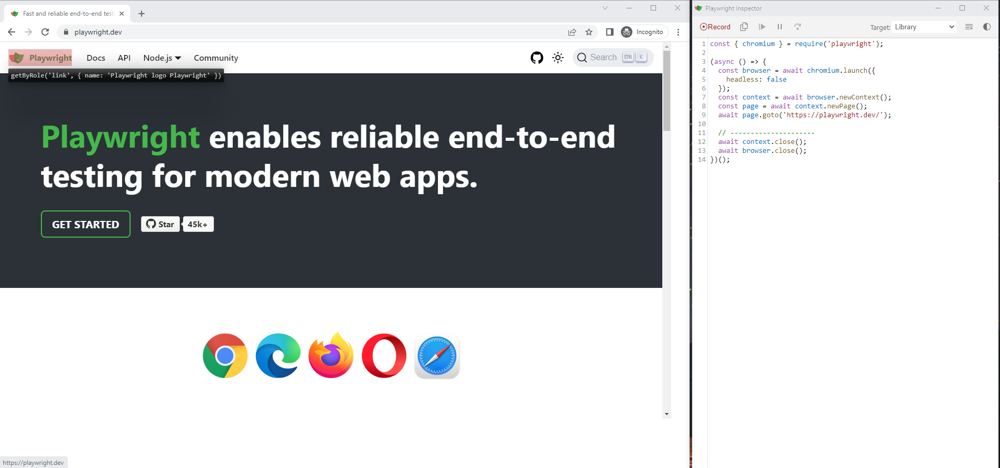 Fast and reliable end-to-end test
playwright.dev
Incognito
Playwright
Docs
API
Node.js
Community
Search
CTRL
K
getByRole('link', { name: 'Playwright logo Playwright' })
Playwright enables reliable end-to-end
testing for modern web apps.
GET STARTED
Star
45k+
https://playwright.dev
Playwright Inspector
Record
Target:
Library
1 const { chromium } = require('playwright');
2
3 (async () => {
4   const browser = await chromium.launch({
5     headless: false
6   });
7   const context = await browser.newContext();
8   const page = await context.newPage();
9   await page.goto('https://playwright.dev/');
10
11   // ---------------------
12   await context.close();
13   await browser.close();
14 })();